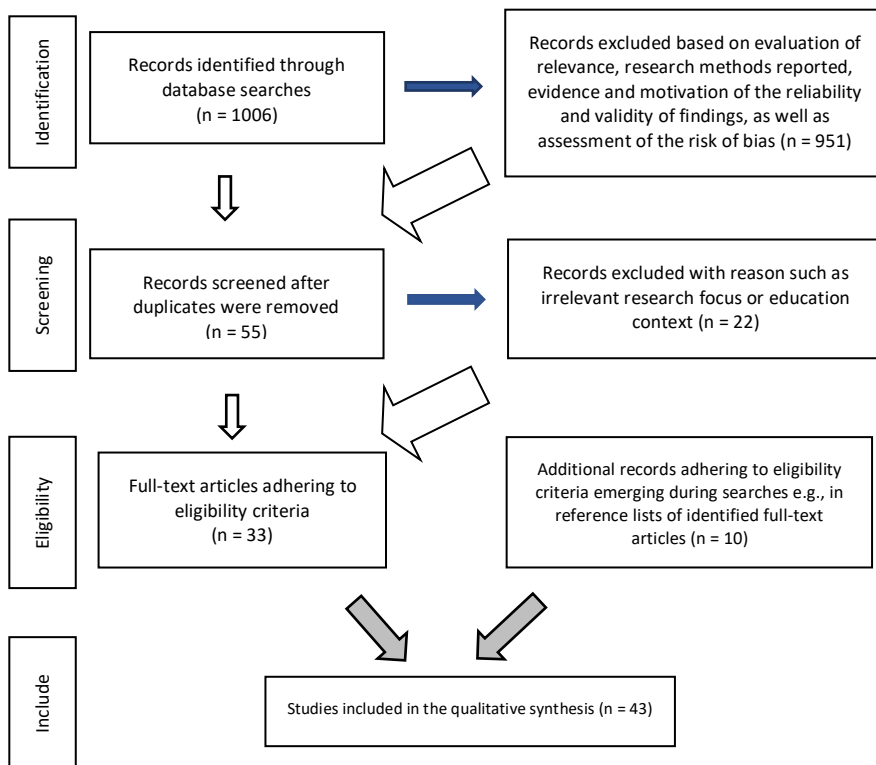 Identification
Records identified through
database searches
(n = 1006)
Records excluded based on evaluation of
relevance, research methods reported,
evidence and motivation of the reliability
and validity of findings, as well as
assessment of the risk of bias (n = 951)
Screening
Records screened after
duplicates were removed
(n = 55)
Records excluded with reason such as
irrelevant research focus or education
context (n = 22)
Eligibility
Full-text articles adhering to
eligibility criteria
(n = 33)
Additional records adhering to eligibility
criteria emerging during searches e.g., in
reference lists of identified full-text
articles (n = 10)
Include
Studies included in the qualitative synthesis (n = 43)